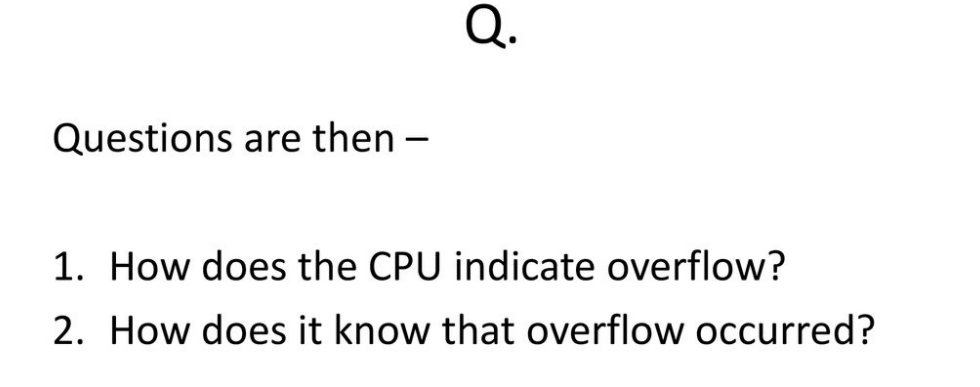 Q.
Questions are then –
1. How does the CPU indicate overflow?
2. How does it know that overflow occurred?